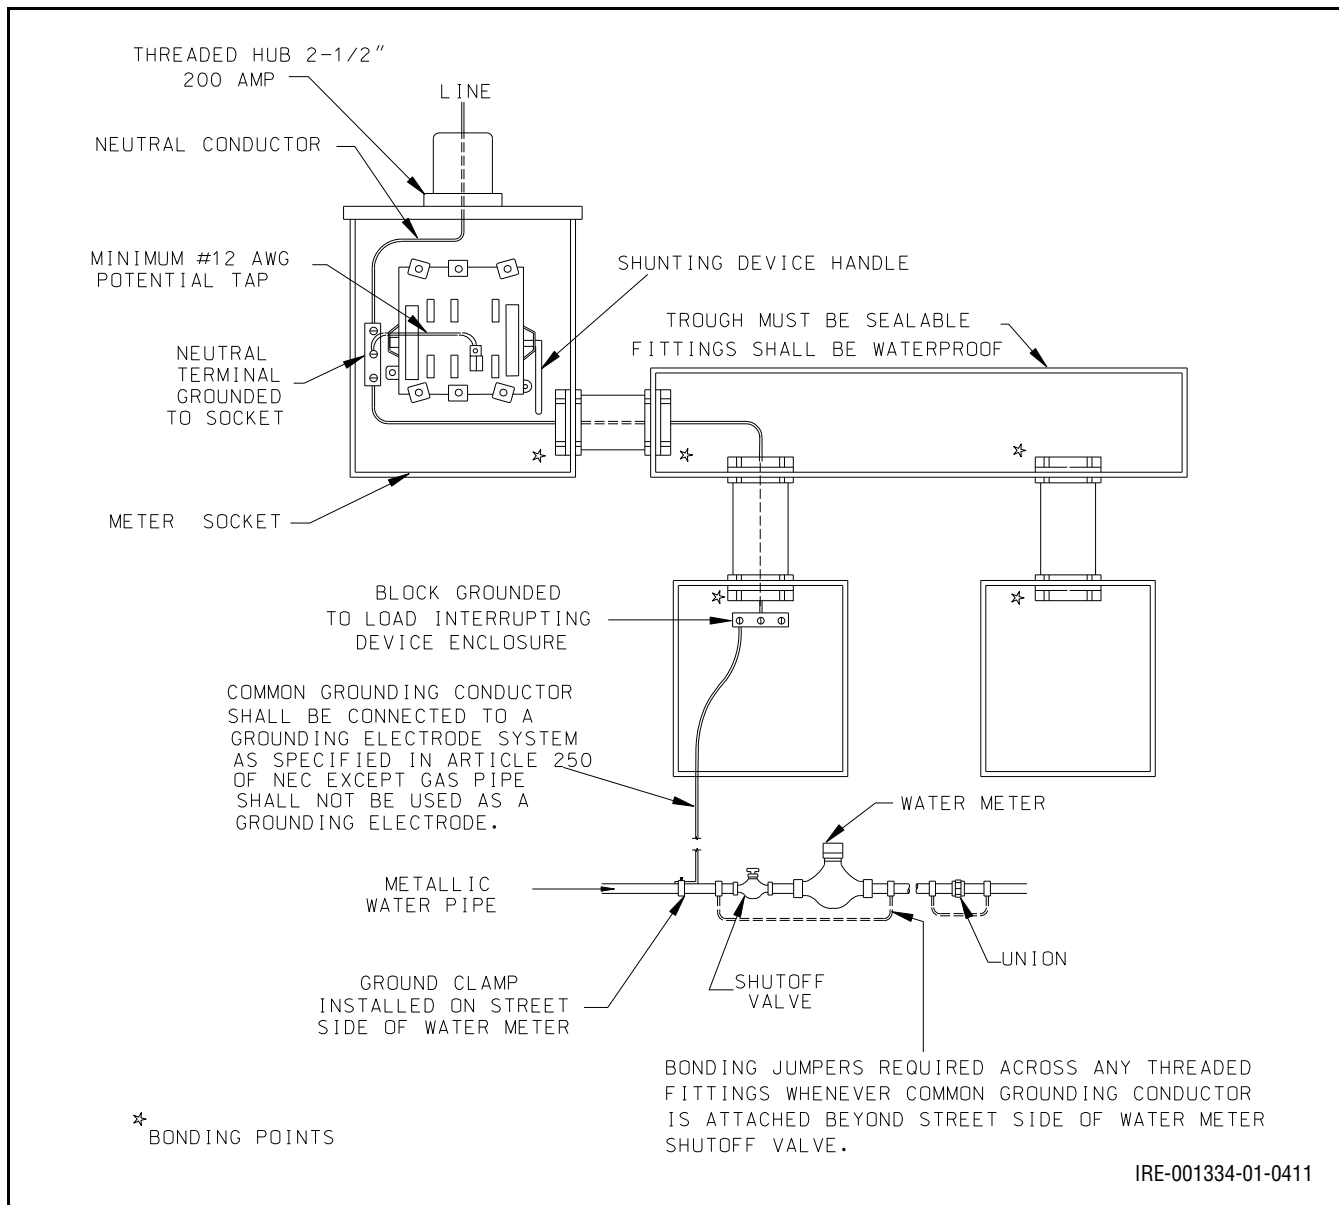 THREADED HUB 2-1/2"
200 AMP
LINE
NEUTRAL CONDUCTOR
MINIMUM #12 AWG
POTENTIAL TAP
SHUNTING DEVICE HANDLE
TROUGH MUST BE SEALABLE
FITTINGS SHALL BE WATERPROOF
NEUTRAL
TERMINAL
GROUNDED
TO SOCKET
METER SOCKET
BLOCK GROUNDED
TO LOAD INTERRUPTING
DEVICE ENCLOSURE
COMMON GROUNDING CONDUCTOR
SHALL BE CONNECTED TO A
GROUNDING ELECTRODE SYSTEM
AS SPECIFIED IN ARTICLE 250
OF NEC EXCEPT GAS PIPE
SHALL NOT BE USED AS A
GROUNDING ELECTRODE.
WATER METER
METALLIC
WATER PIPE
UNION
GROUND CLAMP
INSTALLED ON STREET
SIDE OF WATER METER
SHUTOFF
VALVE
BONDING JUMPERS REQUIRED ACROSS ANY THREADED
FITTINGS WHENEVER COMMON GROUNDING CONDUCTOR
IS ATTACHED BEYOND STREET SIDE OF WATER METER
SHUTOFF VALVE.
☆ BONDING POINTS
IRE-001334-01-0411